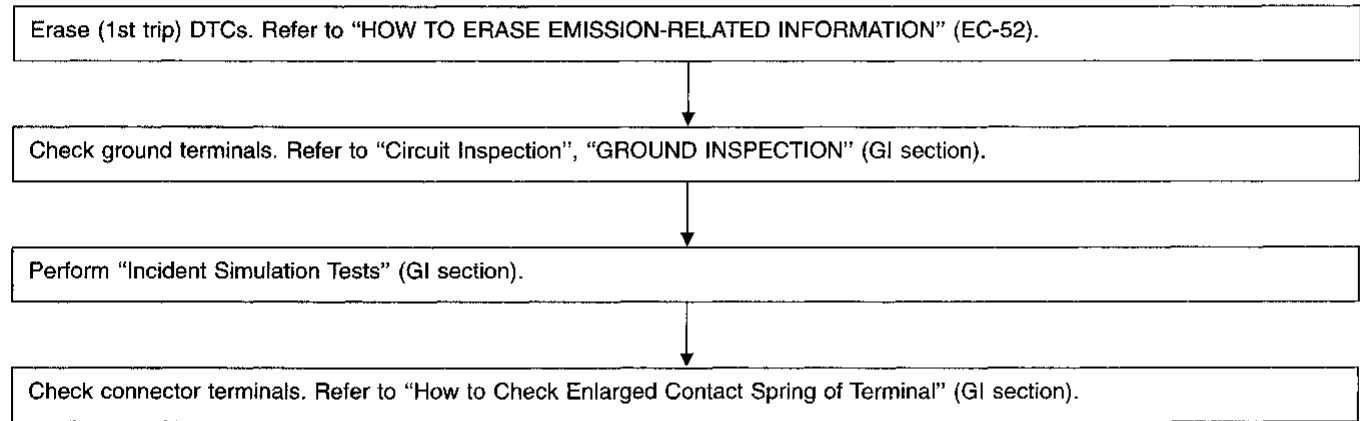 Erase (1st trip) DTCs. Refer to “HOW TO ERASE EMISSION-RELATED INFORMATION” (EC-52).
Check ground terminals. Refer to “Circuit Inspection”, “GROUND INSPECTION” (GI section).
Perform “Incident Simulation Tests” (GI section).
Check connector terminals. Refer to “How to Check Enlarged Contact Spring of Terminal” (GI section).